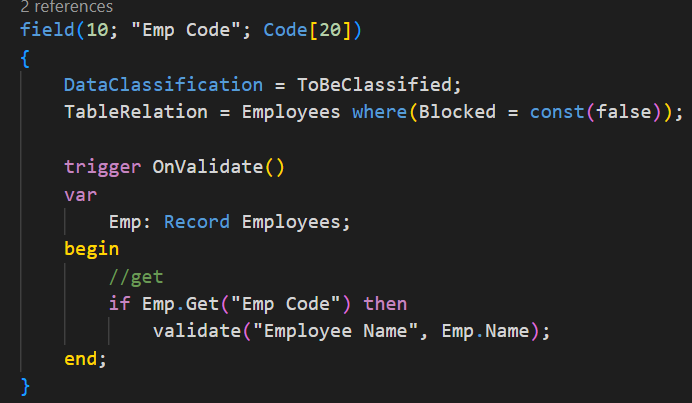 2 references
field(10; "Emp Code"; Code[20])
{
DataClassification = ToBeClassified;
TableRelation = Employees where(Blocked = const(false));
trigger OnValidate()
var
Emp: Record Employees;
begin
//get
if Emp.Get("Emp Code") then
validate("Employee Name", Emp.Name);
end;
}